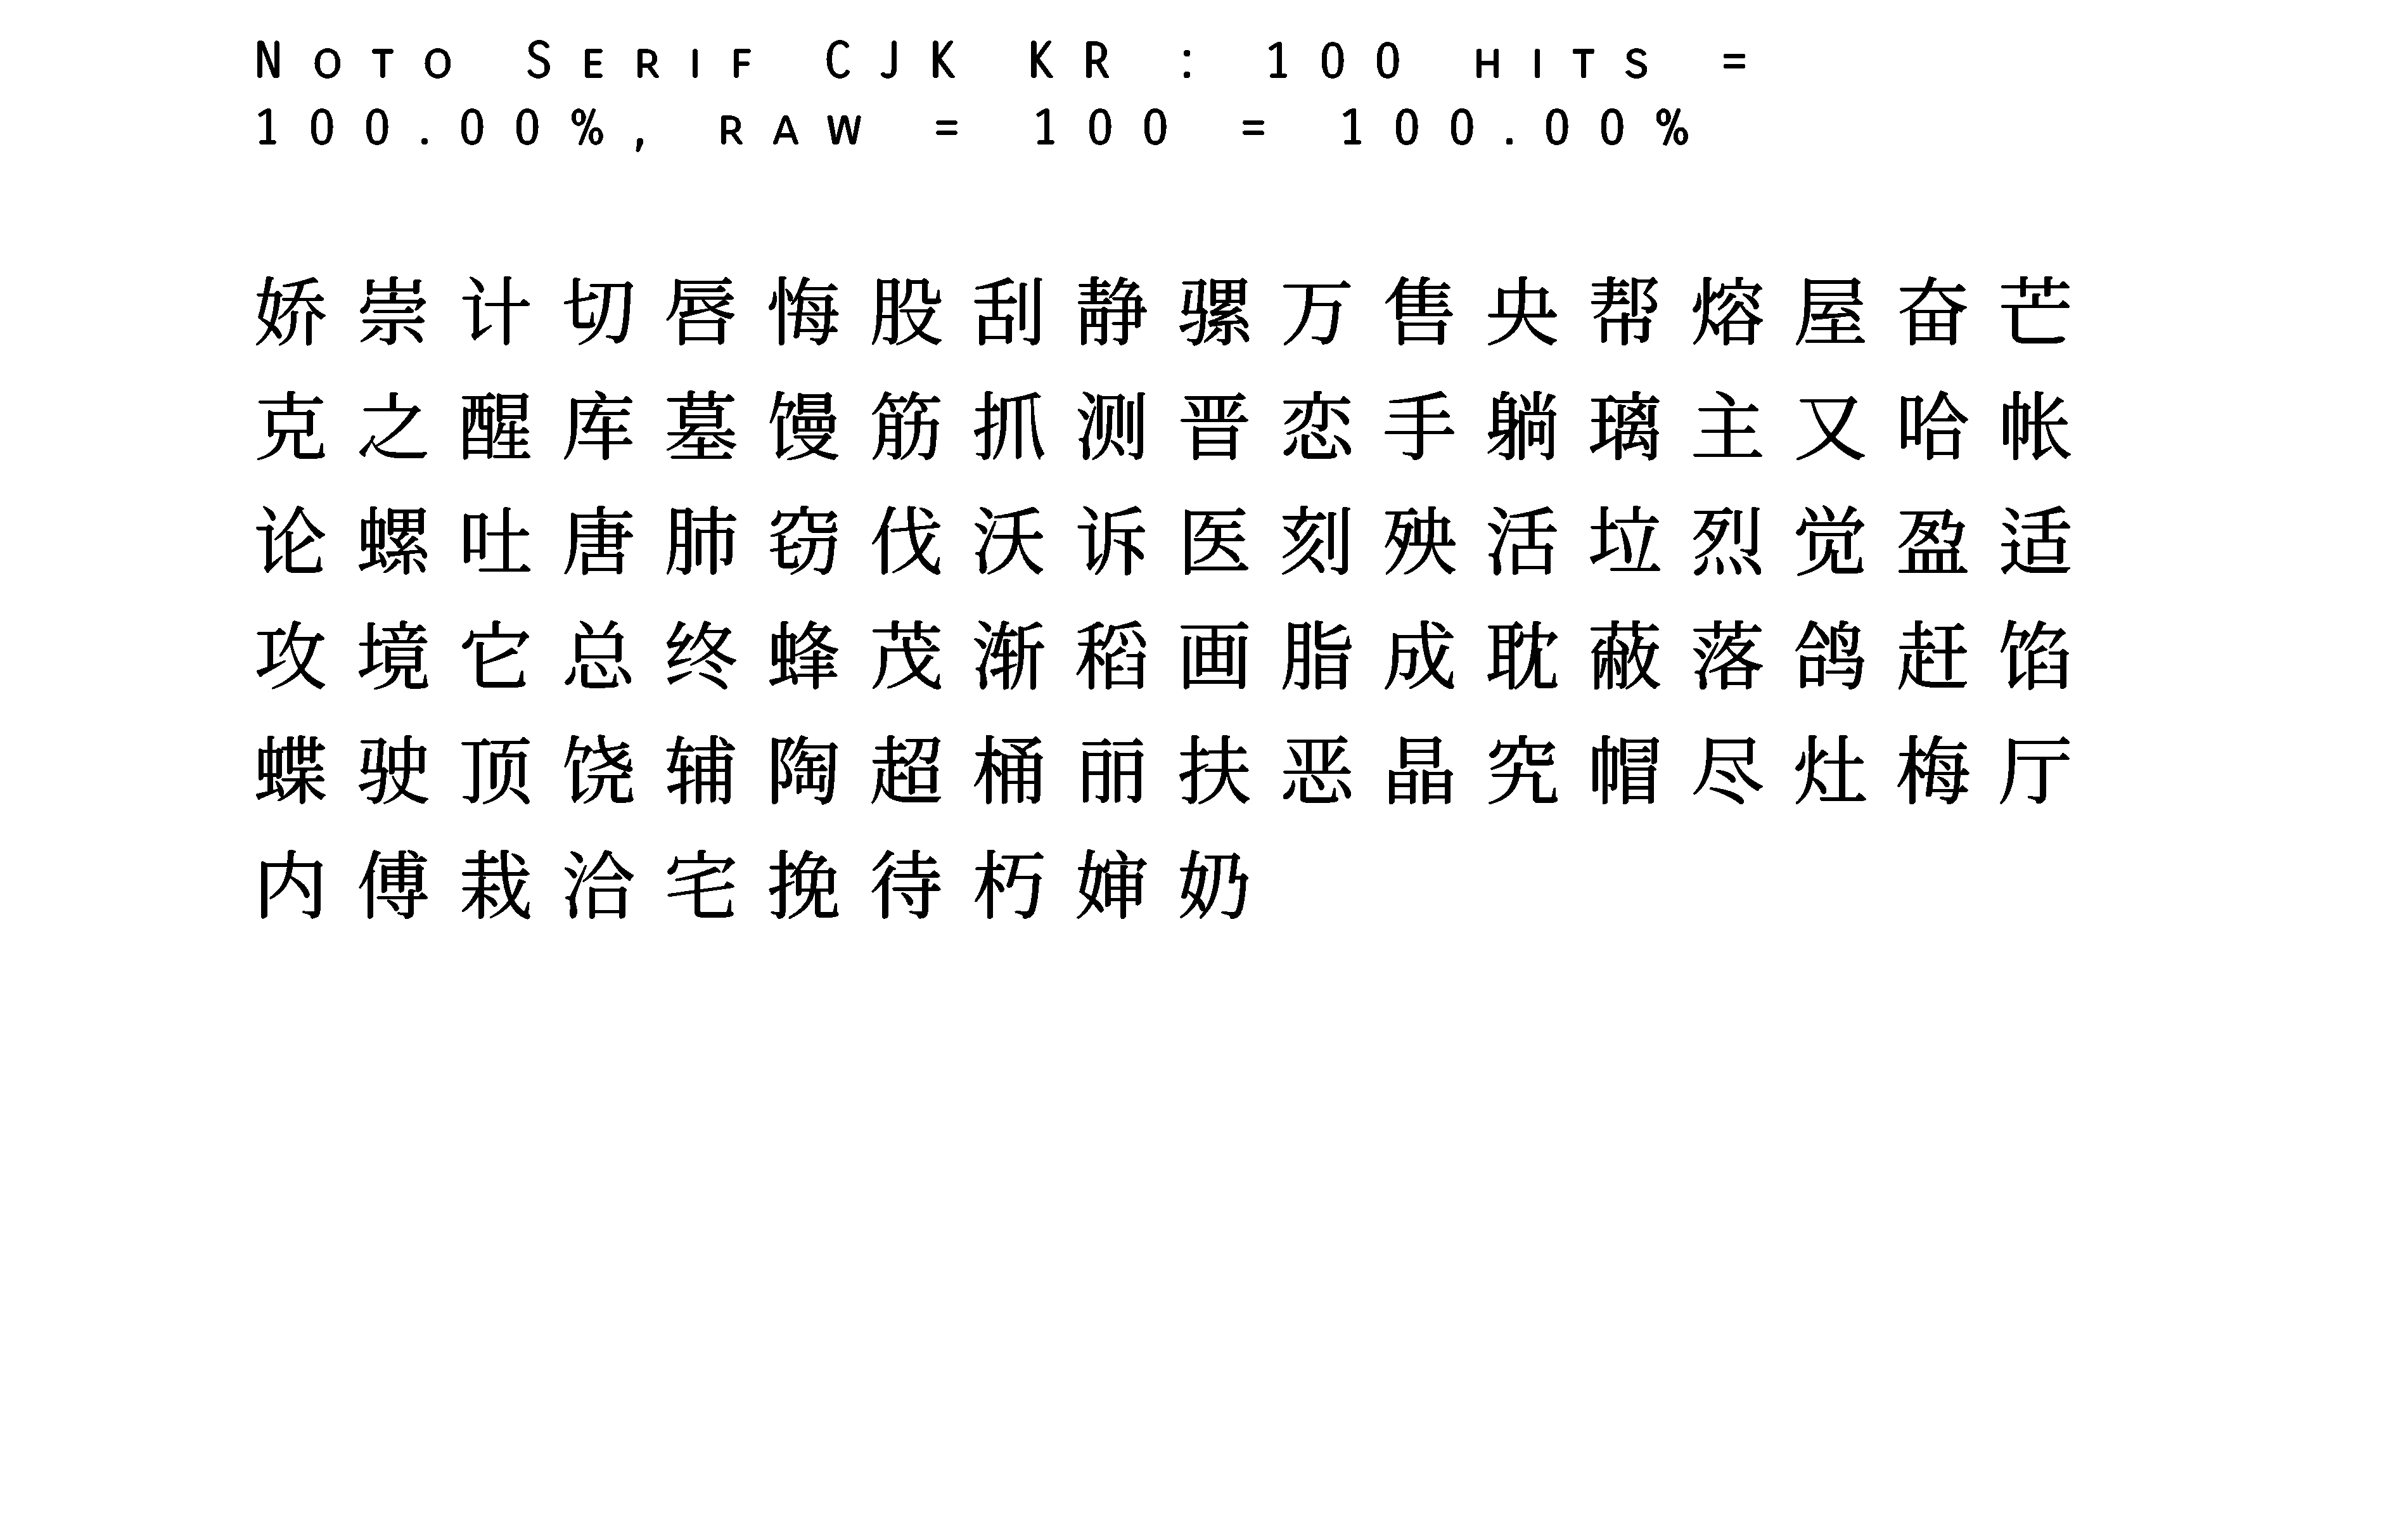 Noto Serif CJK KR : 100 hits =
100.00%, raw = 100 = 100.00%
娇崇计切唇悔股刮静骡万售央帮熔屋奋芒
克之醒库墓馒筋抓测晋恋手躺璃主又哈帐
论螺吐唐肺窃伐沃诉医刻殃活垃烈觉盈适
攻境它总终蜂茂渐稻画脂成耽蔽落鸽赶馅
蝶驶顶饶辅陶超桶丽扶恶晶究帽尽灶梅厅
内傅栽洽宅挽待朽婶奶